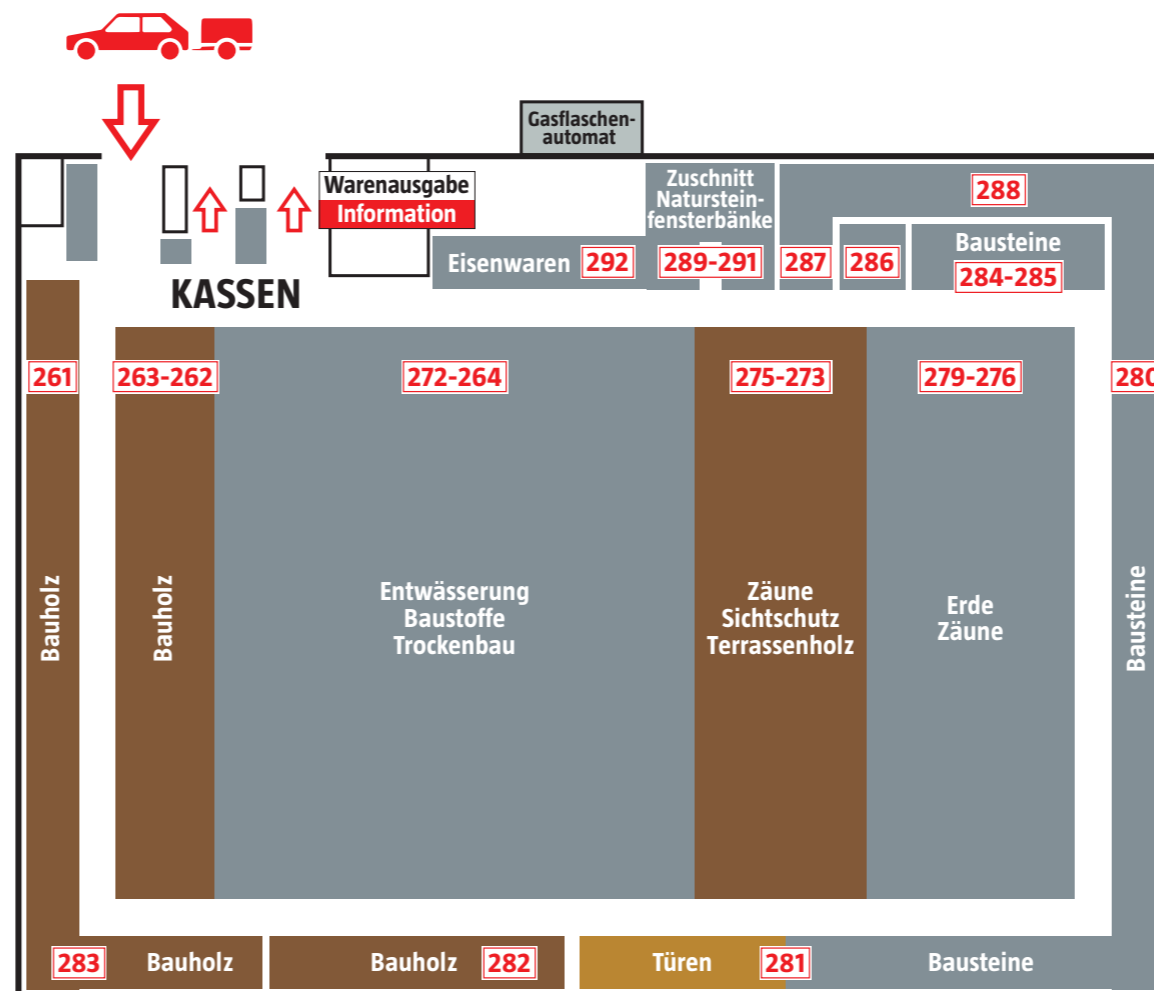 Gasflaschen-
automat
Warenausgabe
Information
Zuschnitt
Naturstein-
fensterbänke
288
KASSEN
Eisenwaren 292
289-291
287
286
Bausteine
284-285
261
263-262
272-264
275-273
279-276
280
Bauholz
Bauholz
Entwässerung
Baustoffe
Trockenbau
Zäune
Sichtschutz
Terrassenholz
Erde
Zäune
Bausteine
283 Bauholz
Bauholz 282
Türen 281
Bausteine